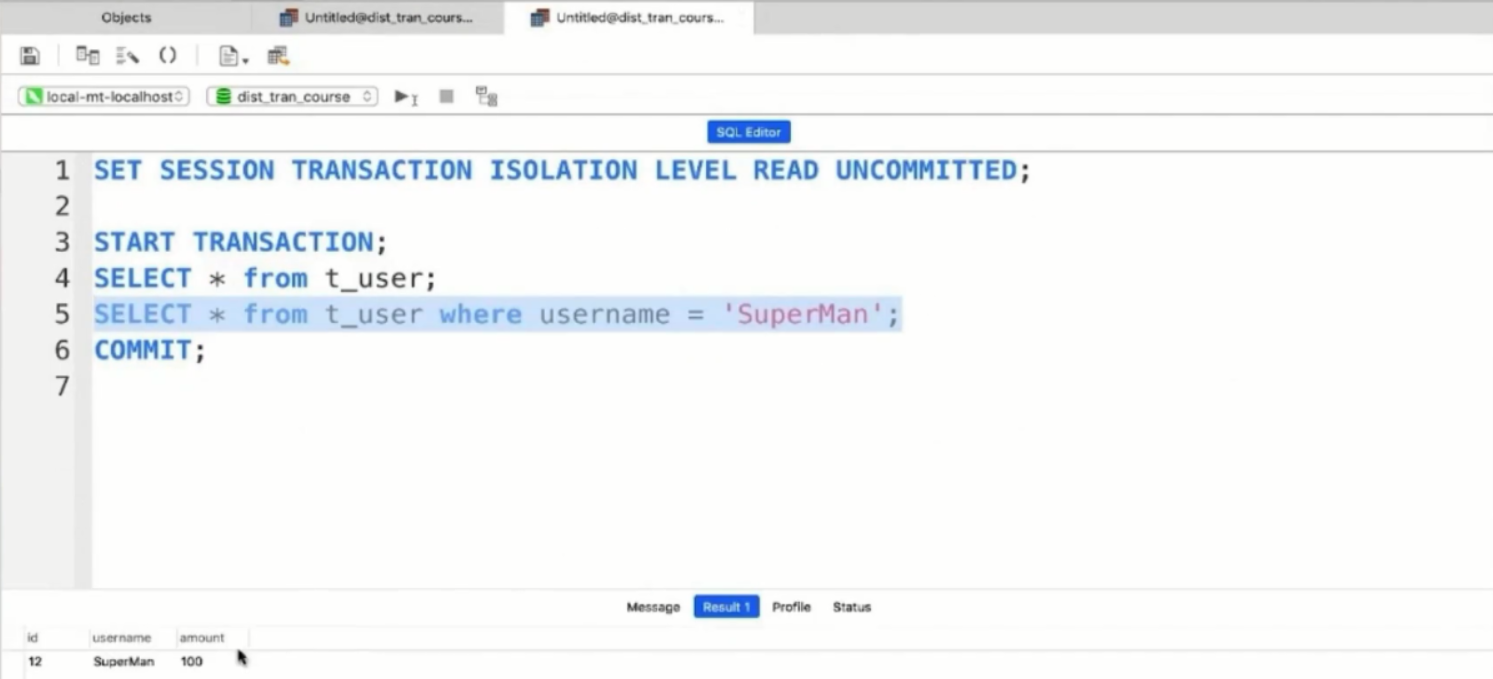 Objects Untitled@dist_tran_cours... Untitled@dist_tran_cours...
local-mt-localhost dist_tran_course
SQL Editor
1 SET SESSION TRANSACTION ISOLATION LEVEL READ UNCOMMITTED;
2
3 START TRANSACTION;
4 SELECT * from t_user;
5 SELECT * from t_user where username = 'SuperMan';
6 COMMIT;
7
Message Result 1 Profile Status
id username amount
12 SuperMan 100